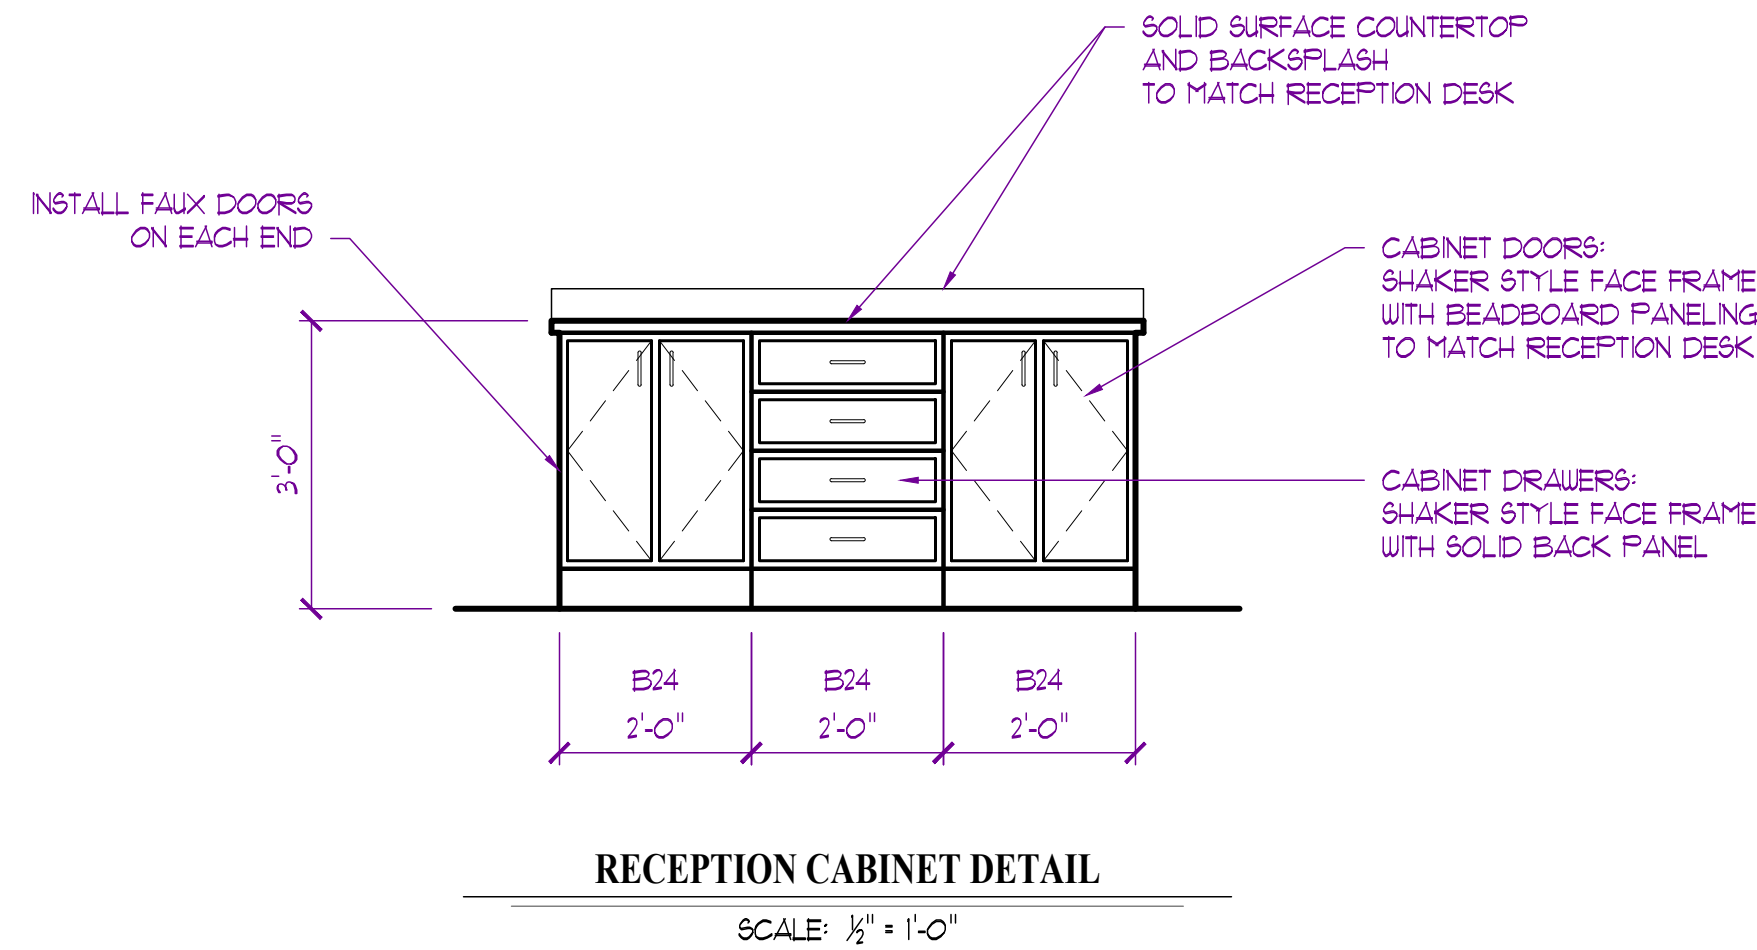 SOLID SURFACE COUNTERTOP
AND BACKSPLASH
TO MATCH RECEPTION DESK
INSTALL FAUX DOORS
ON EACH END
CABINET DOORS:
SHAKER STYLE FACE FRAME
WITH BEADBOARD PANELING
TO MATCH RECEPTION DESK
3'-0"
CABINET DRAWERS:
SHAKER STYLE FACE FRAME
WITH SOLID BACK PANEL
B24 B24 B24
2'-0" 2'-0" 2'-0"
RECEPTION CABINET DETAIL
SCALE: ½" = 1'-0"